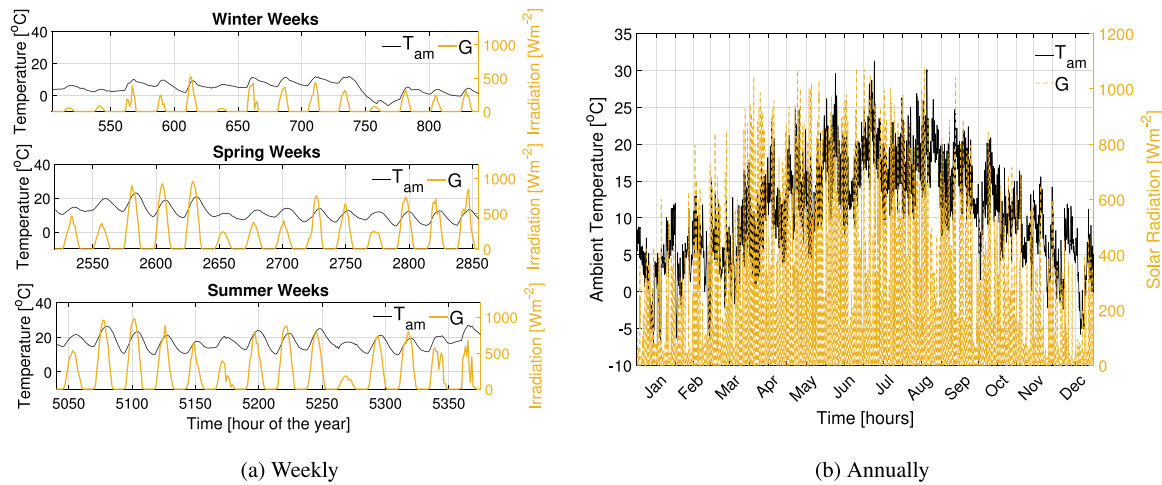 Winter Weeks
Temperature [°C]
40
20
0
T_am
G
1000
500
0
Irradiation [Wm⁻²]
550
600
650
700
750
800
Spring Weeks
Temperature [°C]
40
20
0
T_am
G
1000
500
0
Irradiation [Wm⁻²]
2550
2600
2650
2700
2750
2800
2850
Summer Weeks
Temperature [°C]
40
20
0
T_am
G
1000
500
0
Irradiation [Wm⁻²]
5050
5100
5150
5200
5250
5300
5350
Time [hour of the year]
(a) Weekly
Ambient Temperature [°C]
35
30
25
20
15
10
5
0
-5
-10
T_am
G
1200
1000
800
600
400
200
0
Solar Radiation [Wm⁻²]
Jan
Feb
Mar
Apr
May
Jun
Jul
Aug
Sep
Oct
Nov
Dec
Time [hours]
(b) Annually